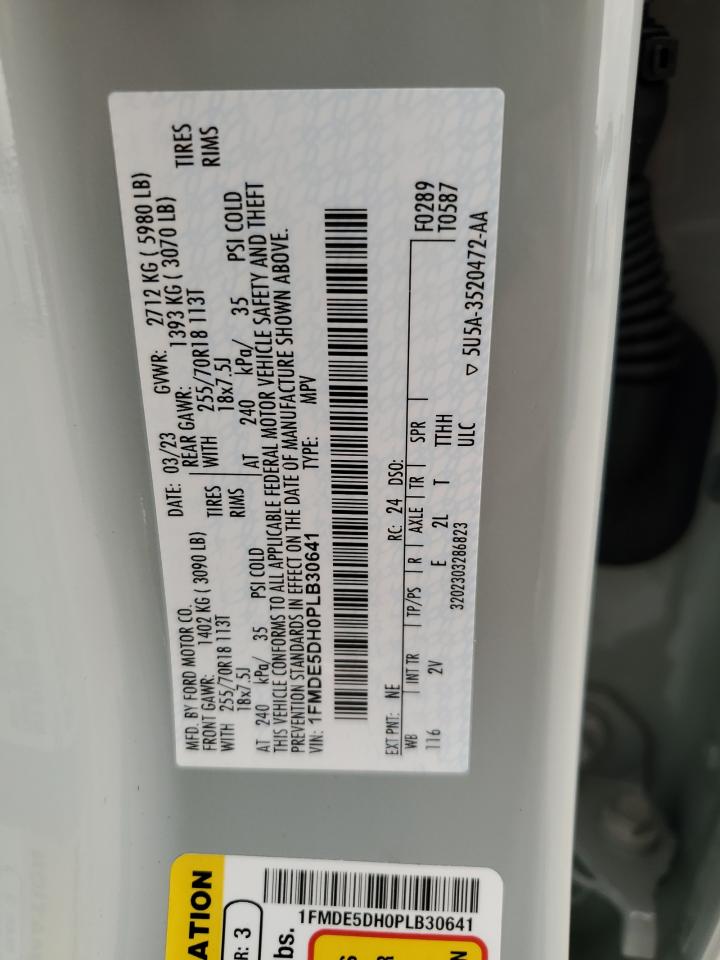 MFD. BY FORD MOTOR CO. DATE: 03/23 GVWR: 2712 KG ( 5980 LB)
FRONT GAWR: 1402 KG ( 3090 LB) REAR GAWR: 1393 KG ( 3070 LB)
WITH 255/70R18 113T TIRES WITH 255/70R18 113T TIRES
18x7.5J RIMS 18x7.5J RIMS
AT 240 kPa/ 35 PSI COLD AT 240 kPa/ 35 PSI COLD
THIS VEHICLE CONFORMS TO ALL APPLICABLE FEDERAL MOTOR VEHICLE SAFETY AND THEFT
PREVENTION STANDARDS IN EFFECT ON THE DATE OF MANUFACTURE SHOWN ABOVE.
VIN: 1FMDE5DH0PLB30641 TYPE: MPV
EXT PNT: NE RC: 24 DSO: F0289
WB INT TR TP/PS R AXLE TR SPR T0587
116 2V E 2L T TTHH
3202303286823 ULC
▽ 5U5A-3520472-AA
ATION
R: 3
bs.
1FMDE5DH0PLB30641
S
R
N